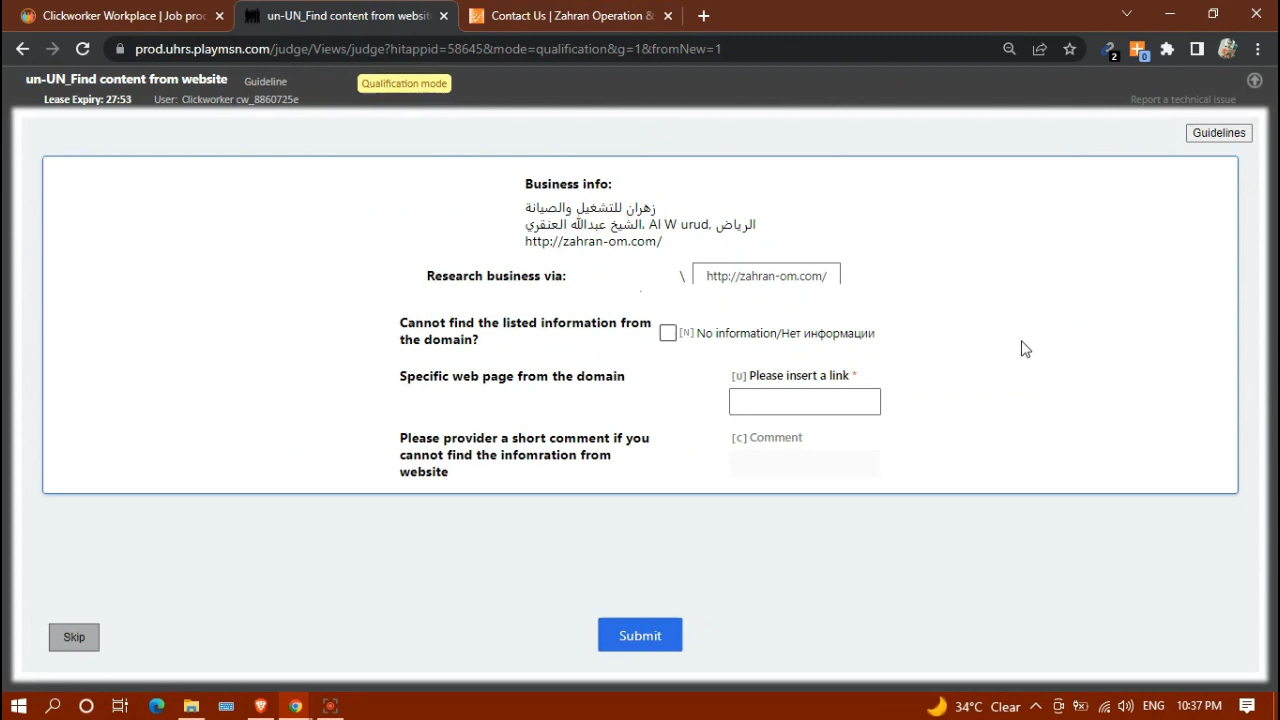 Clickworker Workplace | Job proc
un-UN_Find content from websit
Contact Us | Zahran Operation &
prod.uhrs.playmsn.com/judge/Views/judge?hitappid=58645&mode=qualification&g=1&fromNew=1
2
0
un-UN_Find content from website
Guideline
Qualification mode
Lease Expiry: 27:53
User: Clickworker cw_8860725e
Report a technical issue
Guidelines
Business info:
زهران للتشغيل والصيانة
الشيخ عبدالله العنقري، Al W urud, الرياض
http://zahran-om.com/
Research business via:
\ http://zahran-om.com/
Cannot find the listed information from
the domain?
[N] No information/Нет информации
Specific web page from the domain
[U] Please insert a link *
Please provider a short comment if you
cannot find the infomration from
website
[C] Comment
Skip
Submit
34°C Clear
ENG
10:37 PM